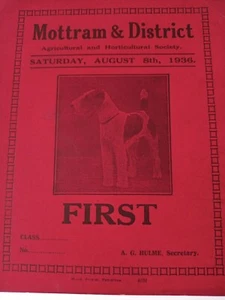 Mottram & District
Agricultural and Horticultural Society.
SATURDAY, AUGUST 8th, 1936.
FIRST
CLASS
No.
A. G. HULME, Secretary.